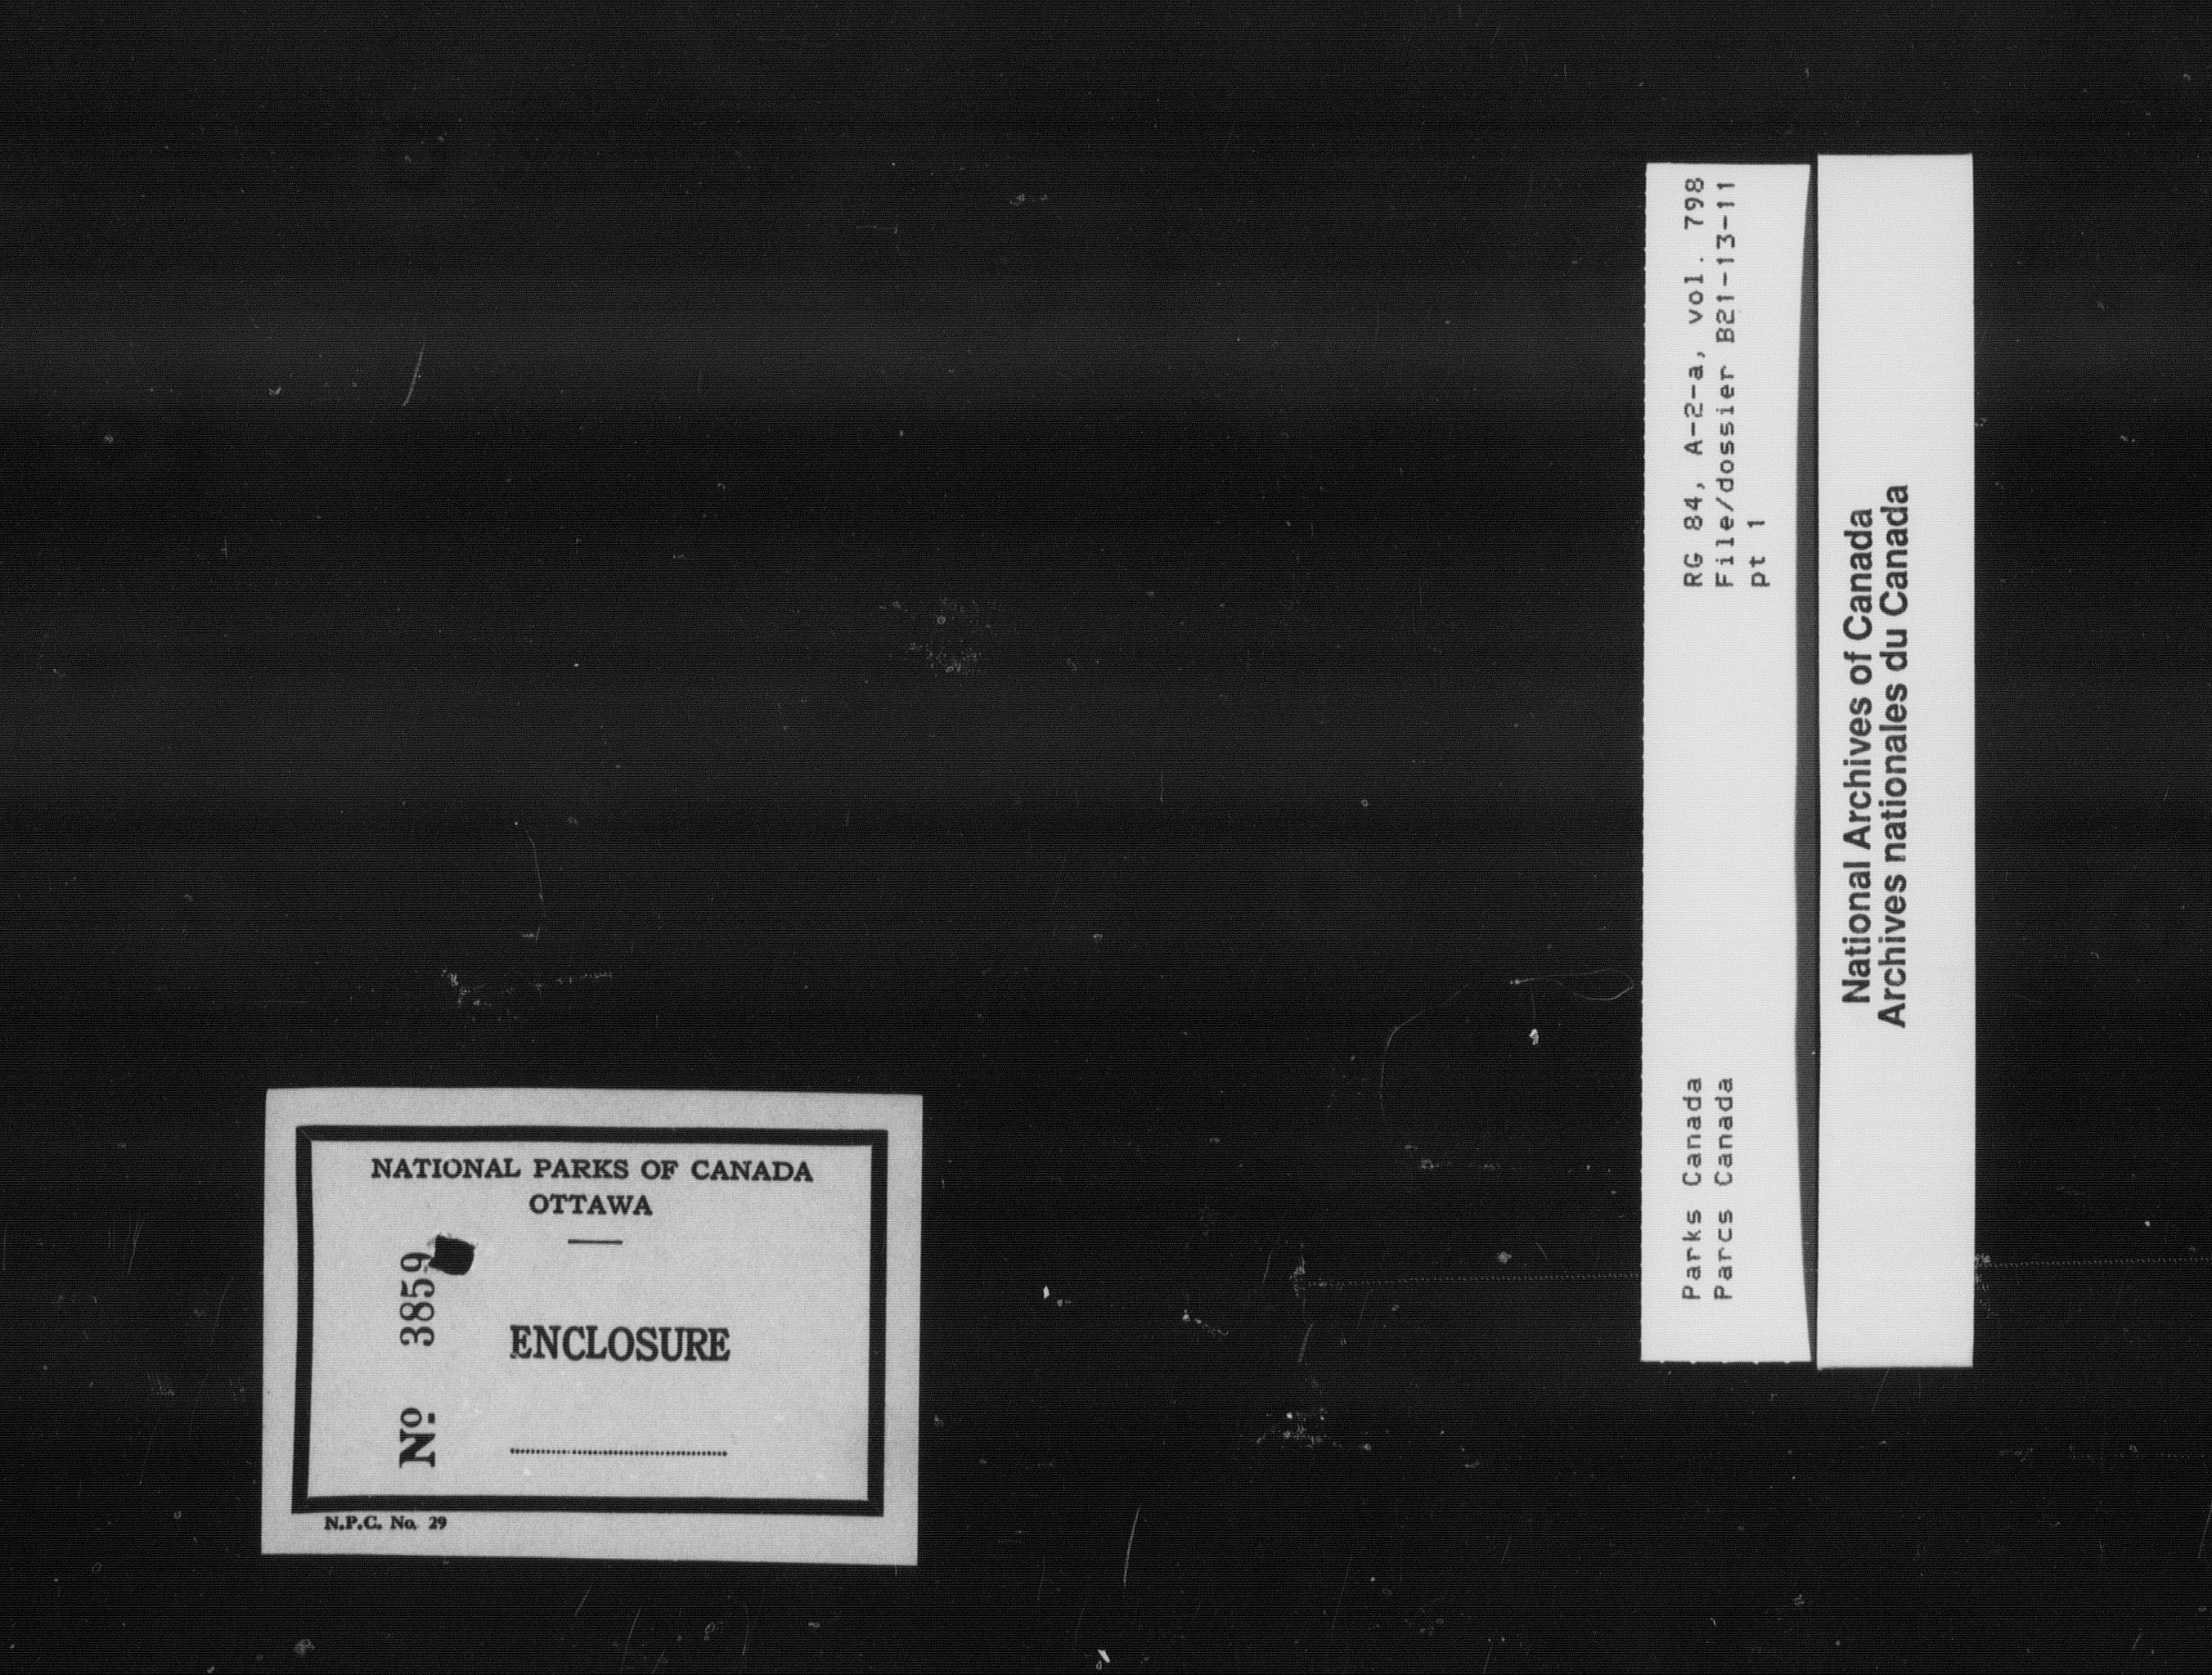 NATIONAL PARKS OF CANADA
OTTAWA
No. 3859
ENCLOSURE
N.P.C. No. 29
Parks Canada
Parcs Canada
RG 84, A-2-a, vol. 798
File/dossier B21-13-11
pt 1
National Archives of Canada
Archives nationales du Canada